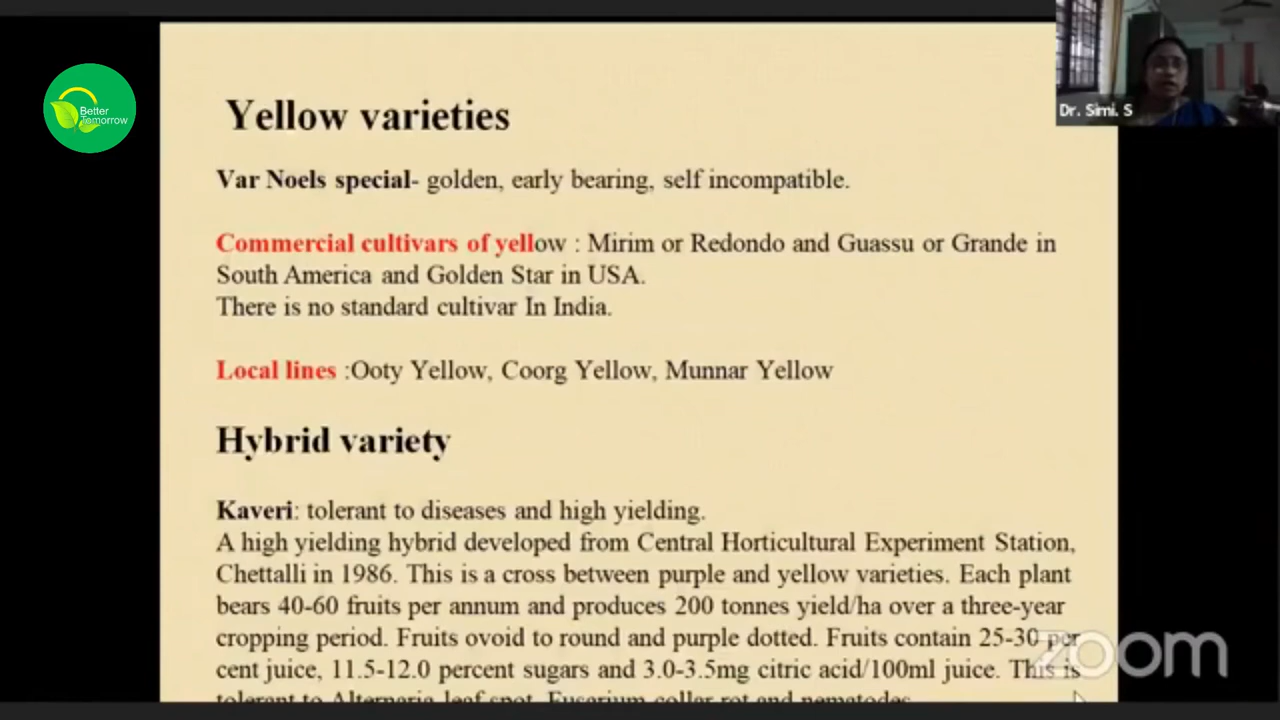 Better
Tomorrow
Dr. Simi. S
Yellow varieties
Var Noels special- golden, early bearing, self incompatible.
Commercial cultivars of yellow : Mirim or Redondo and Guassu or Grande in
South America and Golden Star in USA.
There is no standard cultivar In India.
Local lines :Ooty Yellow, Coorg Yellow, Munnar Yellow
Hybrid variety
Kaveri: tolerant to diseases and high yielding.
A high yielding hybrid developed from Central Horticultural Experiment Station,
Chettalli in 1986. This is a cross between purple and yellow varieties. Each plant
bears 40-60 fruits per annum and produces 200 tonnes yield/ha over a three-year
cropping period. Fruits ovoid to round and purple dotted. Fruits contain 25-30 per
cent juice, 11.5-12.0 percent sugars and 3.0-3.5mg citric acid/100ml juice. This is
tolerant to Alternaria leaf spot, Fusarium collar rot and nematodes.
zoom